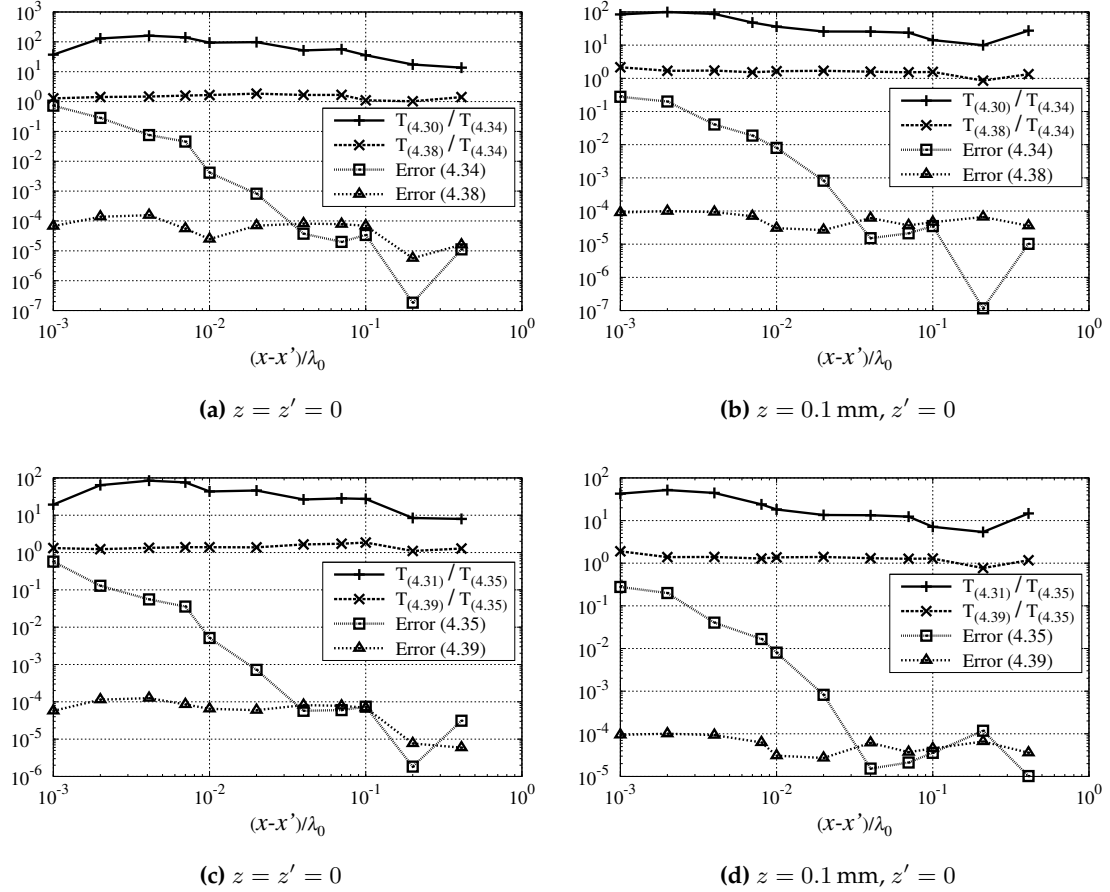 10^3
10^2
10^1
10^0
10^-1
10^-2
10^-3
10^-4
10^-5
10^-6
10^-7
10^-3 10^-2 10^-1 10^0
T(4.30) / T(4.34)
T(4.38) / T(4.34)
Error (4.34)
Error (4.38)
(x-x')/λ0
(a) z = z′ = 0
10^2
10^1
10^0
10^-1
10^-2
10^-3
10^-4
10^-5
10^-6
10^-7
10^-3 10^-2 10^-1 10^0
T(4.30) / T(4.34)
T(4.38) / T(4.34)
Error (4.34)
Error (4.38)
(x-x')/λ0
(b) z = 0.1 mm, z′ = 0
10^2
10^1
10^0
10^-1
10^-2
10^-3
10^-4
10^-5
10^-6
10^-3 10^-2 10^-1 10^0
T(4.31) / T(4.35)
T(4.39) / T(4.35)
Error (4.35)
Error (4.39)
(x-x')/λ0
(c) z = z′ = 0
10^2
10^1
10^0
10^-1
10^-2
10^-3
10^-4
10^-5
10^-3 10^-2 10^-1 10^0
T(4.31) / T(4.35)
T(4.39) / T(4.35)
Error (4.35)
Error (4.39)
(x-x')/λ0
(d) z = 0.1 mm, z′ = 0